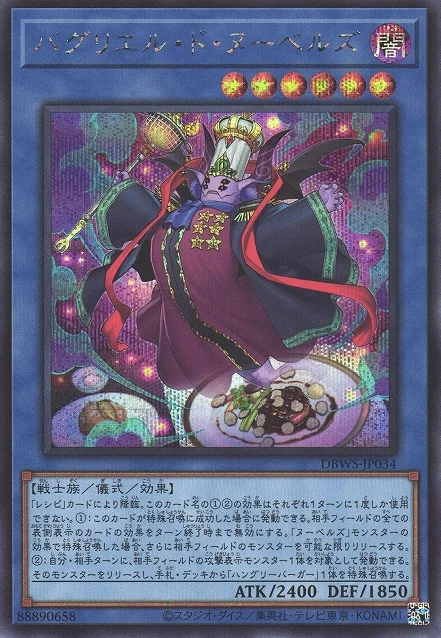 バグリエル・ド・ヌーベルズ
闇
DBWS-JP034
【戦士族／儀式／効果】
「レシピ」カードにより降臨。このカード名の①②の効果はそれぞれ1ターンに1度しか使用
できない。①：このカードが特殊召喚に成功した場合に発動できる。相手フィールドの全ての
表側表示のカードの効果をターン終了時まで無効にする。「ヌーベルズ」モンスターの
効果で特殊召喚した場合、さらに相手フィールドのモンスターを可能な限りリリースする。
②：自分・相手ターンに、相手フィールドの攻撃表示モンスター1体を対象として発動できる。
そのモンスターをリリースし、手札・デッキから「ハングリーバーガー」1体を特殊召喚する。
ATK/2400 DEF/1850
88890658
©スタジオ・ダイス／集英社・テレビ東京・KONAMI